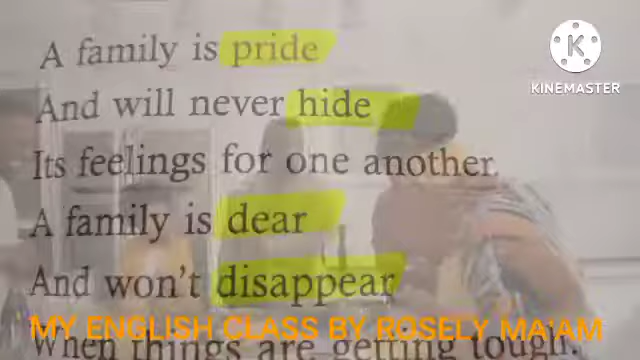 A family is pride
KINEMASTER
And will never hide
Its feelings for one another.
A family is dear
And won't disappear
MY ENGLISH CLASS BY ROSELY MA'AM
When things are getting tough.